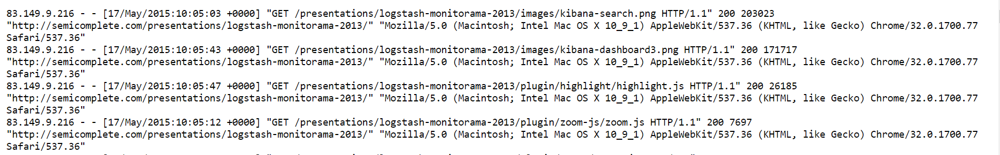 83.149.9.216 - - [17/May/2015:10:05:03 +0000] "GET /presentations/logstash-monitorama-2013/images/kibana-search.png HTTP/1.1" 200 203023
"http://semicomplete.com/presentations/logstash-monitorama-2013/" "Mozilla/5.0 (Macintosh; Intel Mac OS X 10_9_1) AppleWebKit/537.36 (KHTML, like Gecko) Chrome/32.0.1700.77
Safari/537.36"
83.149.9.216 - - [17/May/2015:10:05:43 +0000] "GET /presentations/logstash-monitorama-2013/images/kibana-dashboard3.png HTTP/1.1" 200 171717
"http://semicomplete.com/presentations/logstash-monitorama-2013/" "Mozilla/5.0 (Macintosh; Intel Mac OS X 10_9_1) AppleWebKit/537.36 (KHTML, like Gecko) Chrome/32.0.1700.77
Safari/537.36"
83.149.9.216 - - [17/May/2015:10:05:47 +0000] "GET /presentations/logstash-monitorama-2013/plugin/highlight/highlight.js HTTP/1.1" 200 26185
"http://semicomplete.com/presentations/logstash-monitorama-2013/" "Mozilla/5.0 (Macintosh; Intel Mac OS X 10_9_1) AppleWebKit/537.36 (KHTML, like Gecko) Chrome/32.0.1700.77
Safari/537.36"
83.149.9.216 - - [17/May/2015:10:05:12 +0000] "GET /presentations/logstash-monitorama-2013/plugin/zoom-js/zoom.js HTTP/1.1" 200 7697
"http://semicomplete.com/presentations/logstash-monitorama-2013/" "Mozilla/5.0 (Macintosh; Intel Mac OS X 10_9_1) AppleWebKit/537.36 (KHTML, like Gecko) Chrome/32.0.1700.77
Safari/537.36"